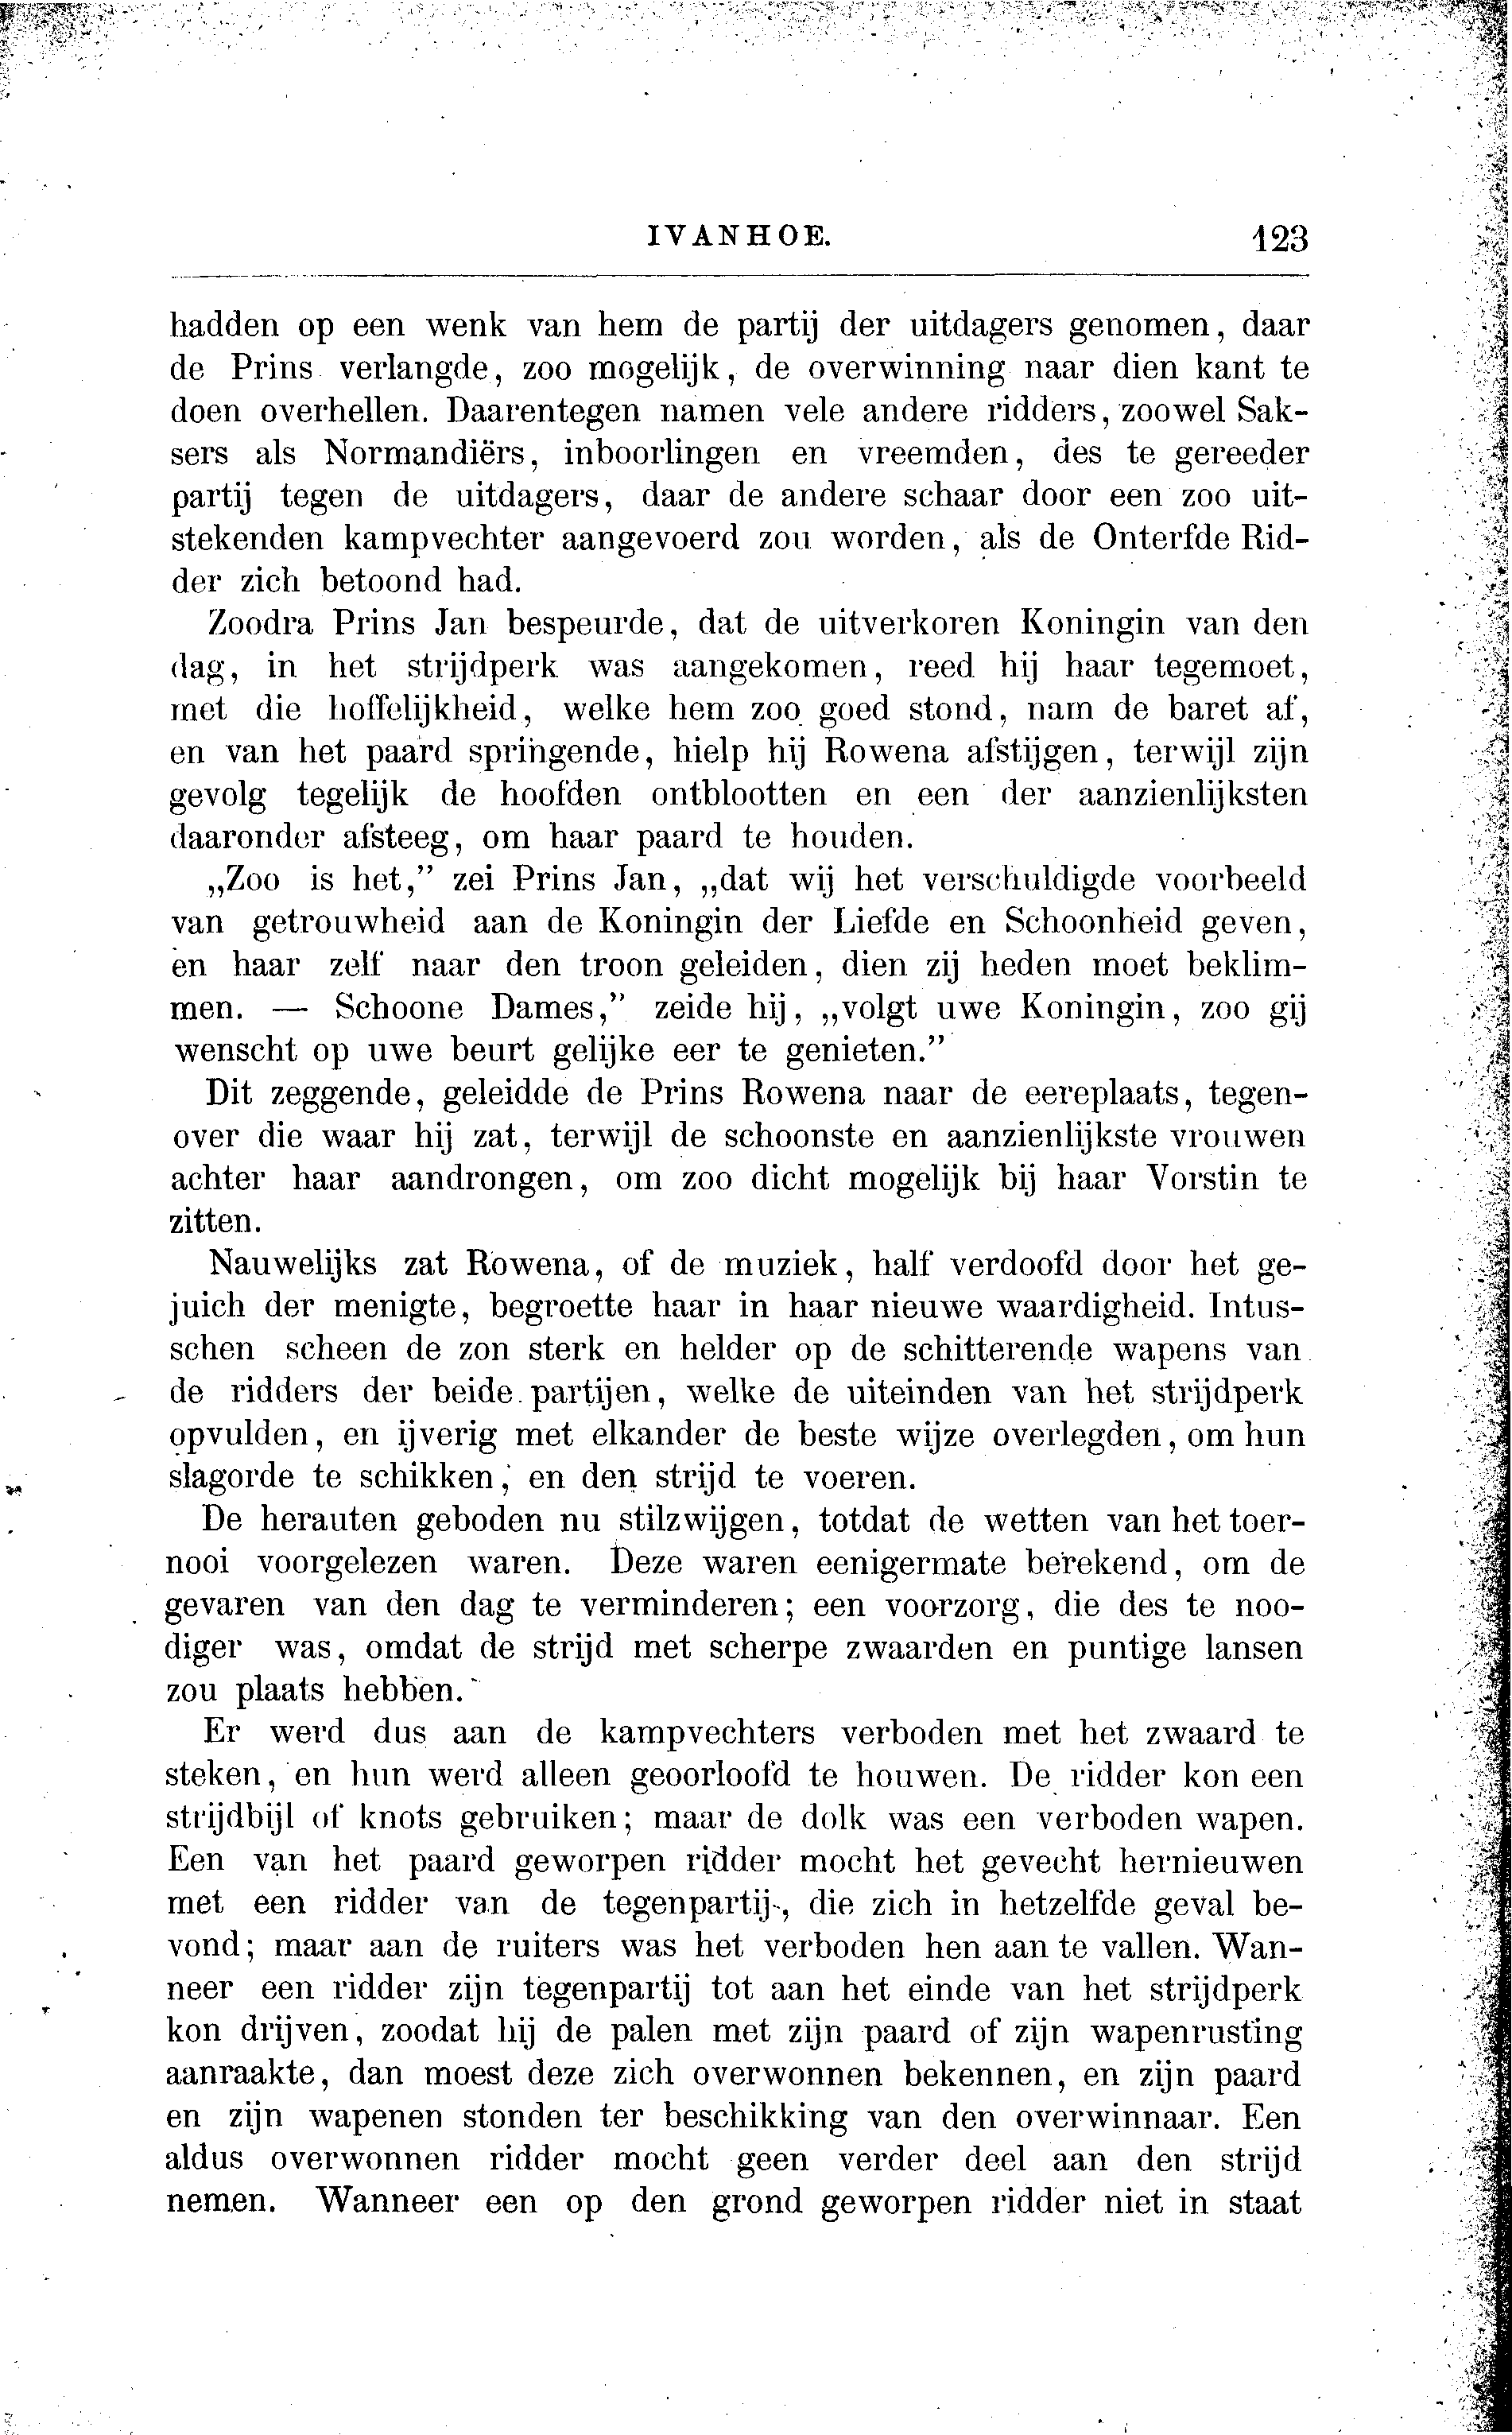 IVANHOE. 123
hadden op een wenk van hem de partij der uitdagers genomen, daar
de Prins verlangde, zoo mogelijk, de overwinning naar dien kant te
doen overhellen. Daarentegen namen vele andere ridders, zoowel Sak-
sers als Normandiërs, inboorlingen en vreemden, des te gereeder
partij tegen de uitdagers, daar de andere schaar door een zoo uit-
stekenden kampvechter aangevoerd zou worden, als de Onterfde Rid-
der zich betoond had.
Zoodra Prins Jan bespeurde, dat de uitverkoren Koningin van den
dag, in het strijdperk was aangekomen, reed hij haar tegemoet,
met die hoffelijkheid, welke hem zoo goed stond, nam de baret af,
en van het paard springende, hielp hij Rowena afstijgen, terwijl zijn
gevolg tegelijk de hoofden ontblootten en een der aanzienlijksten
daaronder afsteeg, om haar paard te houden.
„Zoo is het,” zei Prins Jan, „dat wij het verschuldigde voorbeeld
van getrouwheid aan de Koningin der Liefde en Schoonheid geven,
en haar zelf naar den troon geleiden, dien zij heden moet beklim-
men. — Schoone Dames,” zeide hij, „volgt uwe Koningin, zoo gij
wenscht op uwe beurt gelijke eer te genieten.”
Dit zeggende, geleidde de Prins Rowena naar de eereplaats, tegen-
over die waar hij zat, terwijl de schoonste en aanzienlijkste vrouwen
achter haar aandrongen, om zoo dicht mogelijk bij haar Vorstin te
zitten.
Nauwelijks zat Rowena, of de muziek, half verdoofd door het ge-
juich der menigte, begroette haar in haar nieuwe waardigheid. Intus-
schen scheen de zon sterk en helder op de schitterende wapens van
de ridders der beide partijen, welke de uiteinden van het strijdperk
opvulden, en ijverig met elkander de beste wijze overlegden, om hun
slagorde te schikken, en den strijd te voeren.
De herauten geboden nu stilzwijgen, totdat de wetten van het toer-
nooi voorgelezen waren. Deze waren eenigermate berekend, om de
gevaren van den dag te verminderen; een voorzorg, die des te noo-
diger was, omdat de strijd met scherpe zwaarden en puntige lansen
zou plaats hebben.
Er werd dus aan de kampvechters verboden met het zwaard te
steken, en hun werd alleen geoorloofd te houwen. De ridder kon een
strijdbijl of knots gebruiken; maar de dolk was een verboden wapen.
Een van het paard geworpen ridder mocht het gevecht hernieuwen
met een ridder van de tegenpartij, die zich in hetzelfde geval be-
vond; maar aan de ruiters was het verboden hen aan te vallen. Wan-
neer een ridder zijn tegenpartij tot aan het einde van het strijdperk
kon drijven, zoodat hij de palen met zijn paard of zijn wapenrusting
aanraakte, dan moest deze zich overwonnen bekennen, en zijn paard
en zijn wapenen stonden ter beschikking van den overwinnaar. Een
aldus overwonnen ridder mocht geen verder deel aan den strijd
nemen. Wanneer een op den grond geworpen ridder niet in staat